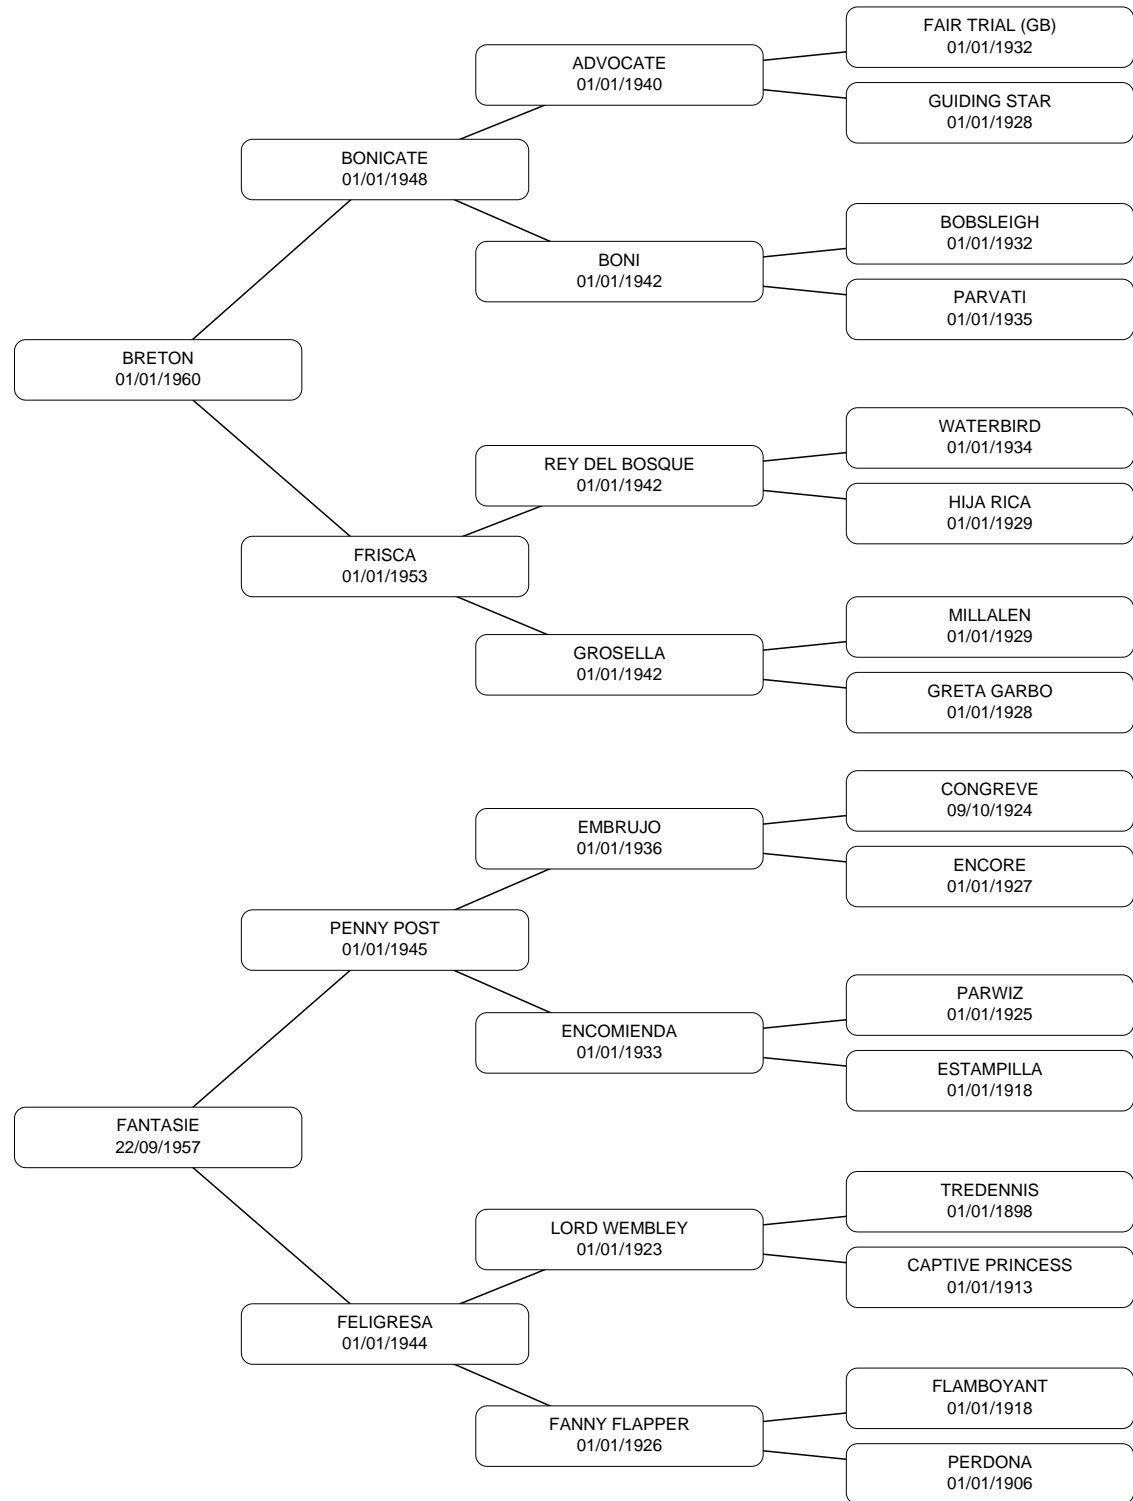 FAIR TRIAL (GB)
01/01/1932
ADVOCATE
01/01/1940
GUIDING STAR
01/01/1928
BONICATE
01/01/1948
BOBSLEIGH
01/01/1932
BONI
01/01/1942
PARVATI
01/01/1935
BRETON
01/01/1960
WATERBIRD
01/01/1934
REY DEL BOSQUE
01/01/1942
HIJA RICA
01/01/1929
FRISCA
01/01/1953
MILLALEN
01/01/1929
GROSELLA
01/01/1942
GRETA GARBO
01/01/1928
CONGREVE
09/10/1924
EMBRUJO
01/01/1936
ENCORE
01/01/1927
PENNY POST
01/01/1945
PARWIZ
01/01/1925
ENCOMIENDA
01/01/1933
ESTAMPILLA
01/01/1918
FANTASIE
22/09/1957
TREDENNIS
01/01/1898
LORD WEMBLEY
01/01/1923
CAPTIVE PRINCESS
01/01/1913
FELIGRESA
01/01/1944
FLAMBOYANT
01/01/1918
FANNY FLAPPER
01/01/1926
PERDONA
01/01/1906